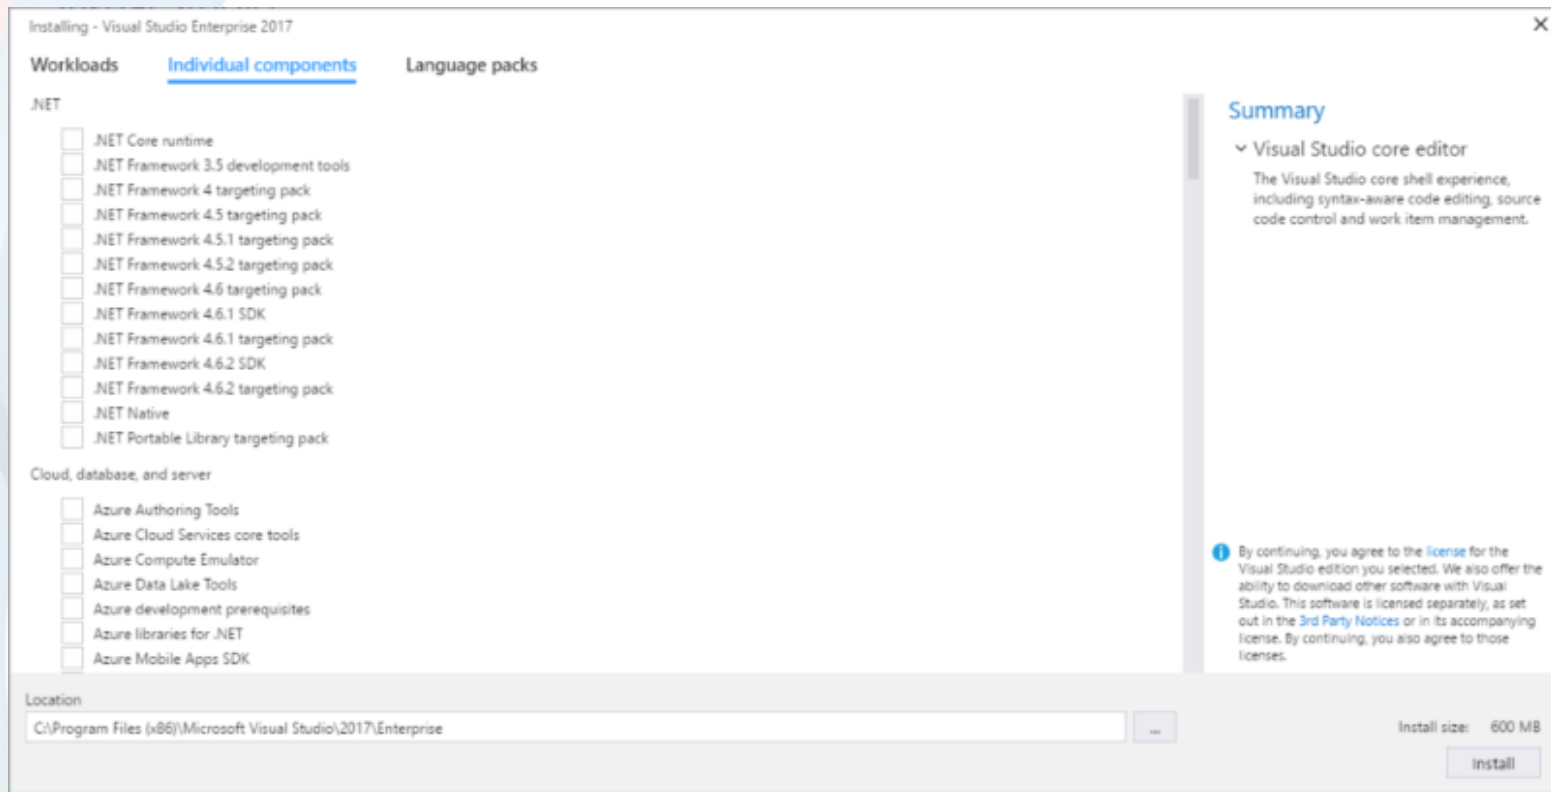 Installing - Visual Studio Enterprise 2017
Workloads
Individual components
Language packs
.NET
.NET Core runtime
.NET Framework 3.5 development tools
.NET Framework 4 targeting pack
.NET Framework 4.5 targeting pack
.NET Framework 4.5.1 targeting pack
.NET Framework 4.5.2 targeting pack
.NET Framework 4.6 targeting pack
.NET Framework 4.6.1 SDK
.NET Framework 4.6.1 targeting pack
.NET Framework 4.6.2 SDK
.NET Framework 4.6.2 targeting pack
.NET Native
.NET Portable Library targeting pack
Cloud, database, and server
Azure Authoring Tools
Azure Cloud Services core tools
Azure Compute Emulator
Azure Data Lake Tools
Azure development prerequisites
Azure libraries for .NET
Azure Mobile Apps SDK
Summary
Visual Studio core editor
The Visual Studio core shell experience,
including syntax-aware code editing, source
code control and work item management.
By continuing, you agree to the license for the
Visual Studio edition you selected. We also offer the
ability to download other software with Visual
Studio. This software is licensed separately, as set
out in the 3rd Party Notices or in its accompanying
license. By continuing, you also agree to those
licenses.
Location
C:\Program Files (x86)\Microsoft Visual Studio\2017\Enterprise
...
Install size: 600 MB
Install